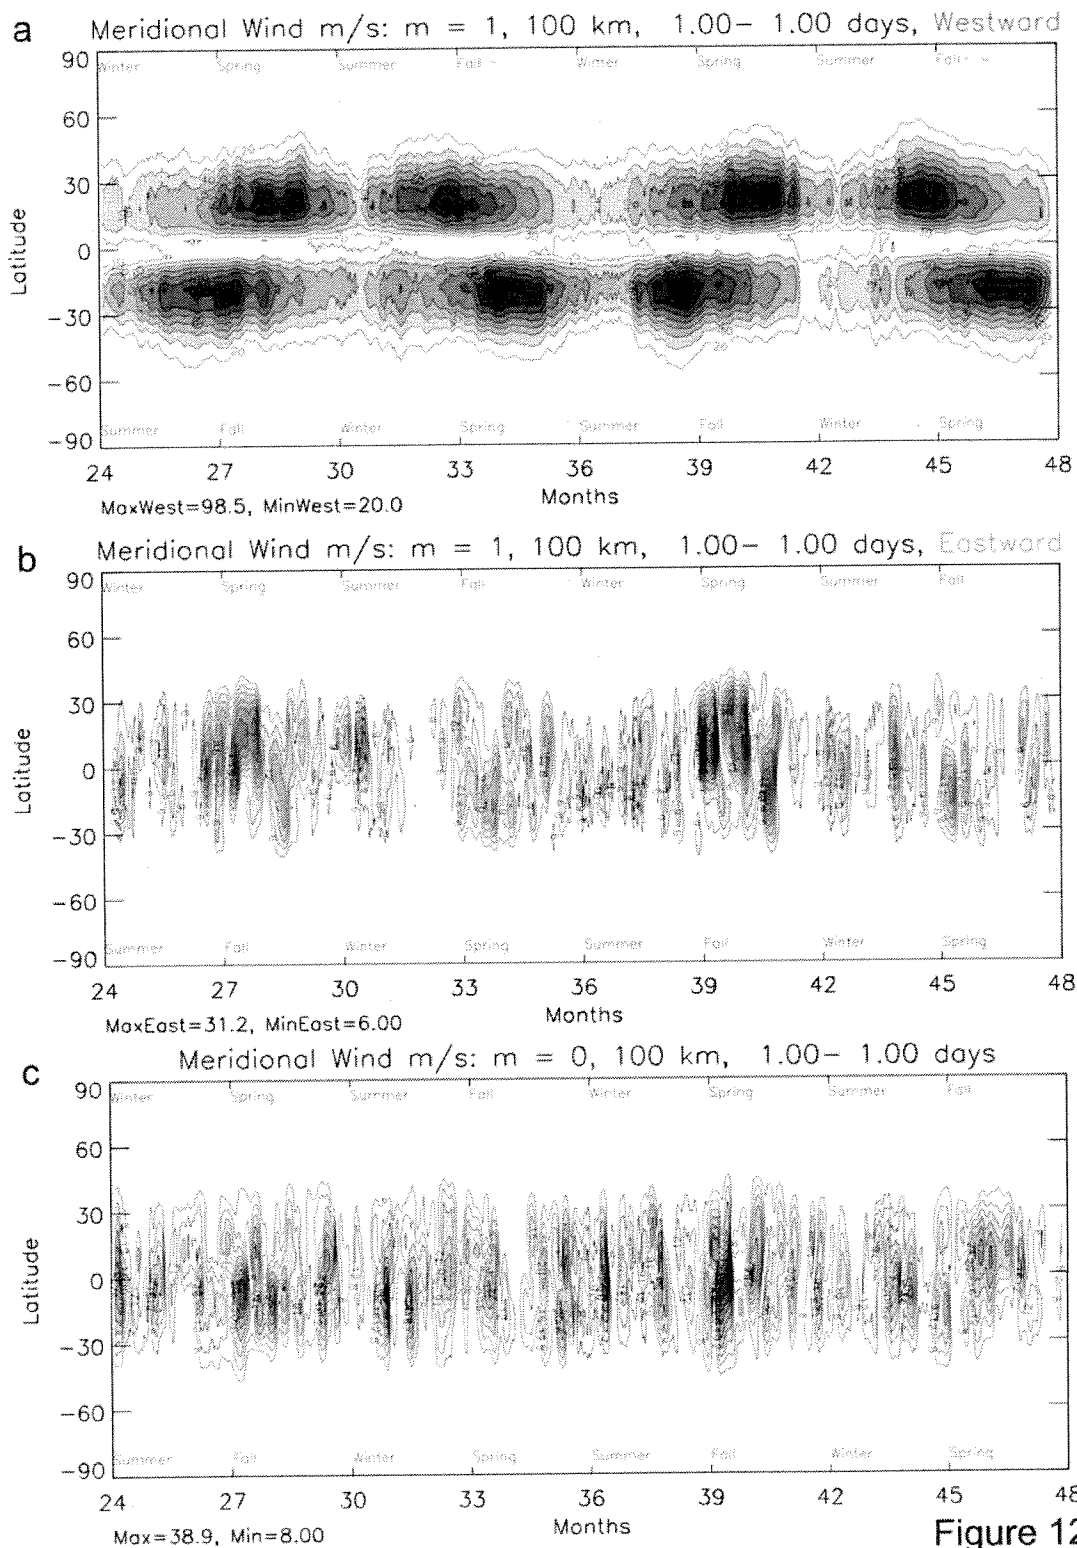 a Meridional Wind m/s: m = 1, 100 km, 1.00– 1.00 days, Westward
Winter Spring Summer Fall Winter Spring Summer Fall
90
60
30
0
−30
−60
−90
Latitude
20
20
Summer Fall Winter Spring Summer Fall Winter Spring
24 27 30 33 36 39 42 45 48
Months
MaxWest=98.5, MinWest=20.0
b Meridional Wind m/s: m = 1, 100 km, 1.00– 1.00 days, Eastward
Winter Spring Summer Fall Winter Spring Summer Fall
90
60
30
0
−30
−60
−90
Latitude
Summer Fall Winter Spring Summer Fall Winter Spring
24 27 30 33 36 39 42 45 48
Months
MaxEast=31.2, MinEast=6.00
c Meridional Wind m/s: m = 0, 100 km, 1.00– 1.00 days
Winter Spring Summer Fall Winter Spring Summer Fall
90
60
30
0
−30
−60
−90
Latitude
Summer Fall Winter Spring Summer Fall Winter Spring
24 27 30 33 36 39 42 45 48
Months
Max=38.9, Min=8.00
Figure 12